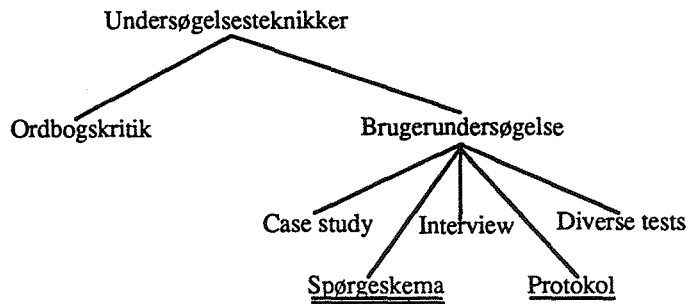 Undersøgelsesteknikker
Ordbogskritik
Brugerundersøgelse
Case study
Interview
Diverse tests
Spørgeskema
Protokol